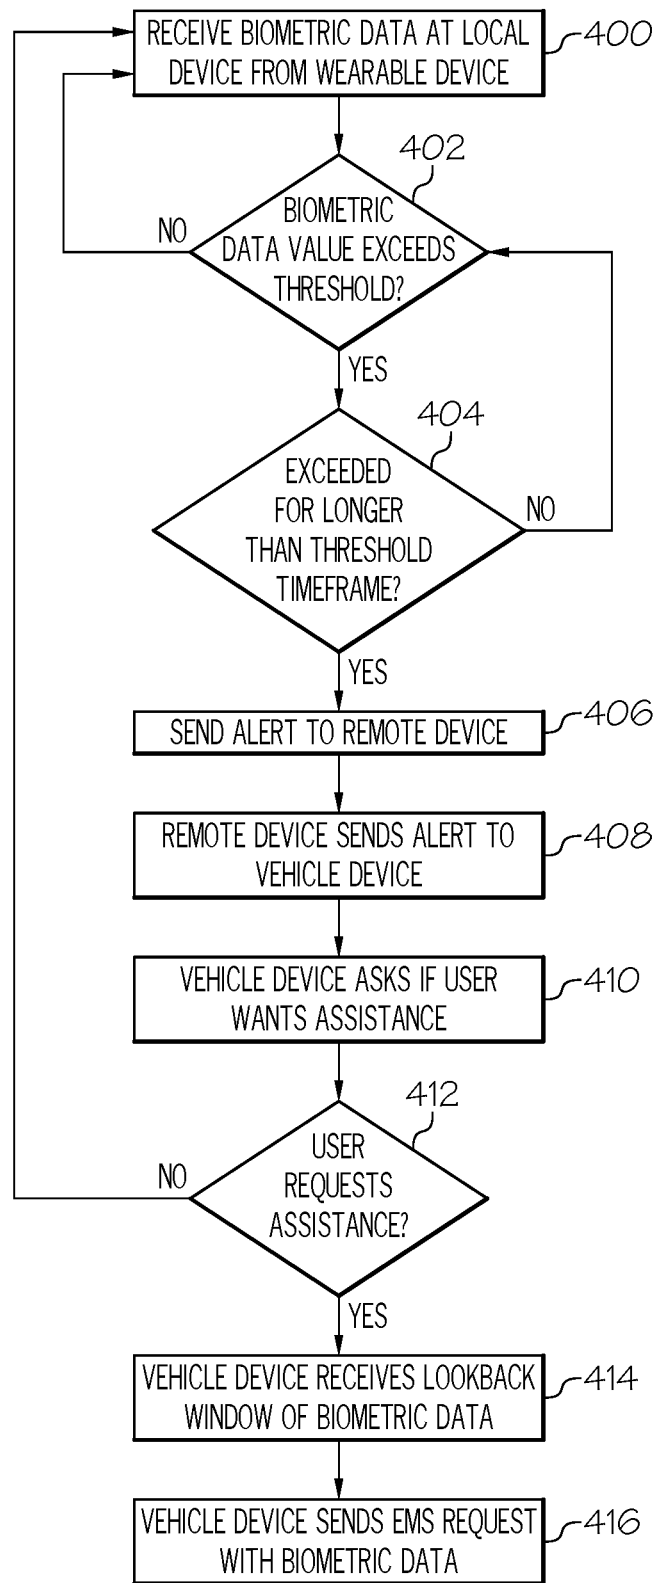 RECEIVE BIOMETRIC DATA AT LOCAL
DEVICE FROM WEARABLE DEVICE
400
402
BIOMETRIC
DATA VALUE EXCEEDS
THRESHOLD?
NO
YES
404
EXCEEDED
FOR LONGER
THAN THRESHOLD
TIMEFRAME?
NO
YES
SEND ALERT TO REMOTE DEVICE
406
REMOTE DEVICE SENDS ALERT TO
VEHICLE DEVICE
408
VEHICLE DEVICE ASKS IF USER
WANTS ASSISTANCE
410
412
USER
REQUESTS
ASSISTANCE?
NO
YES
VEHICLE DEVICE RECEIVES LOOKBACK
WINDOW OF BIOMETRIC DATA
414
VEHICLE DEVICE SENDS EMS REQUEST
WITH BIOMETRIC DATA
416